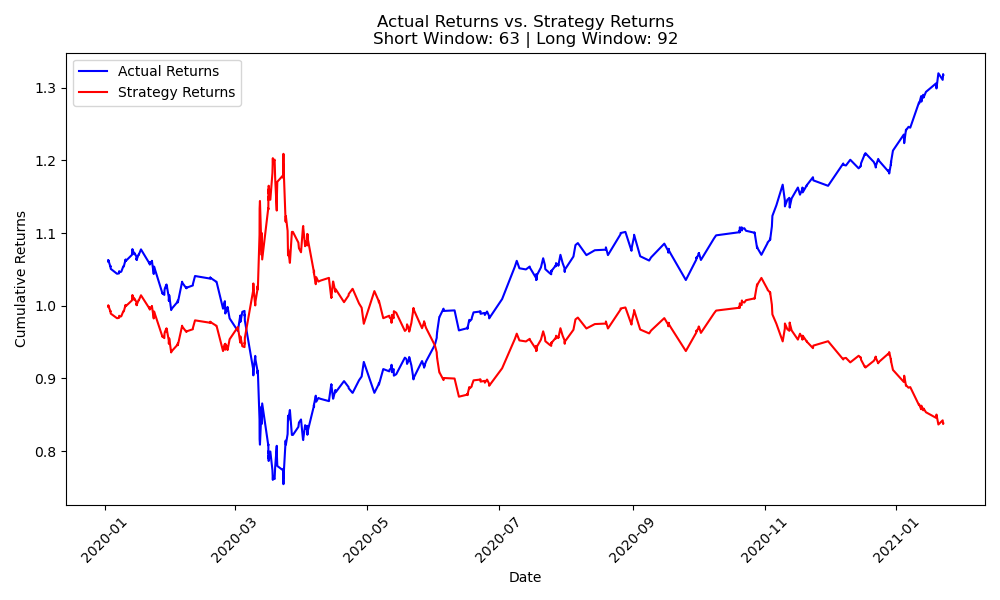 Actual Returns vs. Strategy Returns
Short Window: 63 | Long Window: 92
Actual Returns
Strategy Returns
Cumulative Returns
1.3
1.2
1.1
1.0
0.9
0.8
2020-01
2020-03
2020-05
2020-07
2020-09
2020-11
2021-01
Date